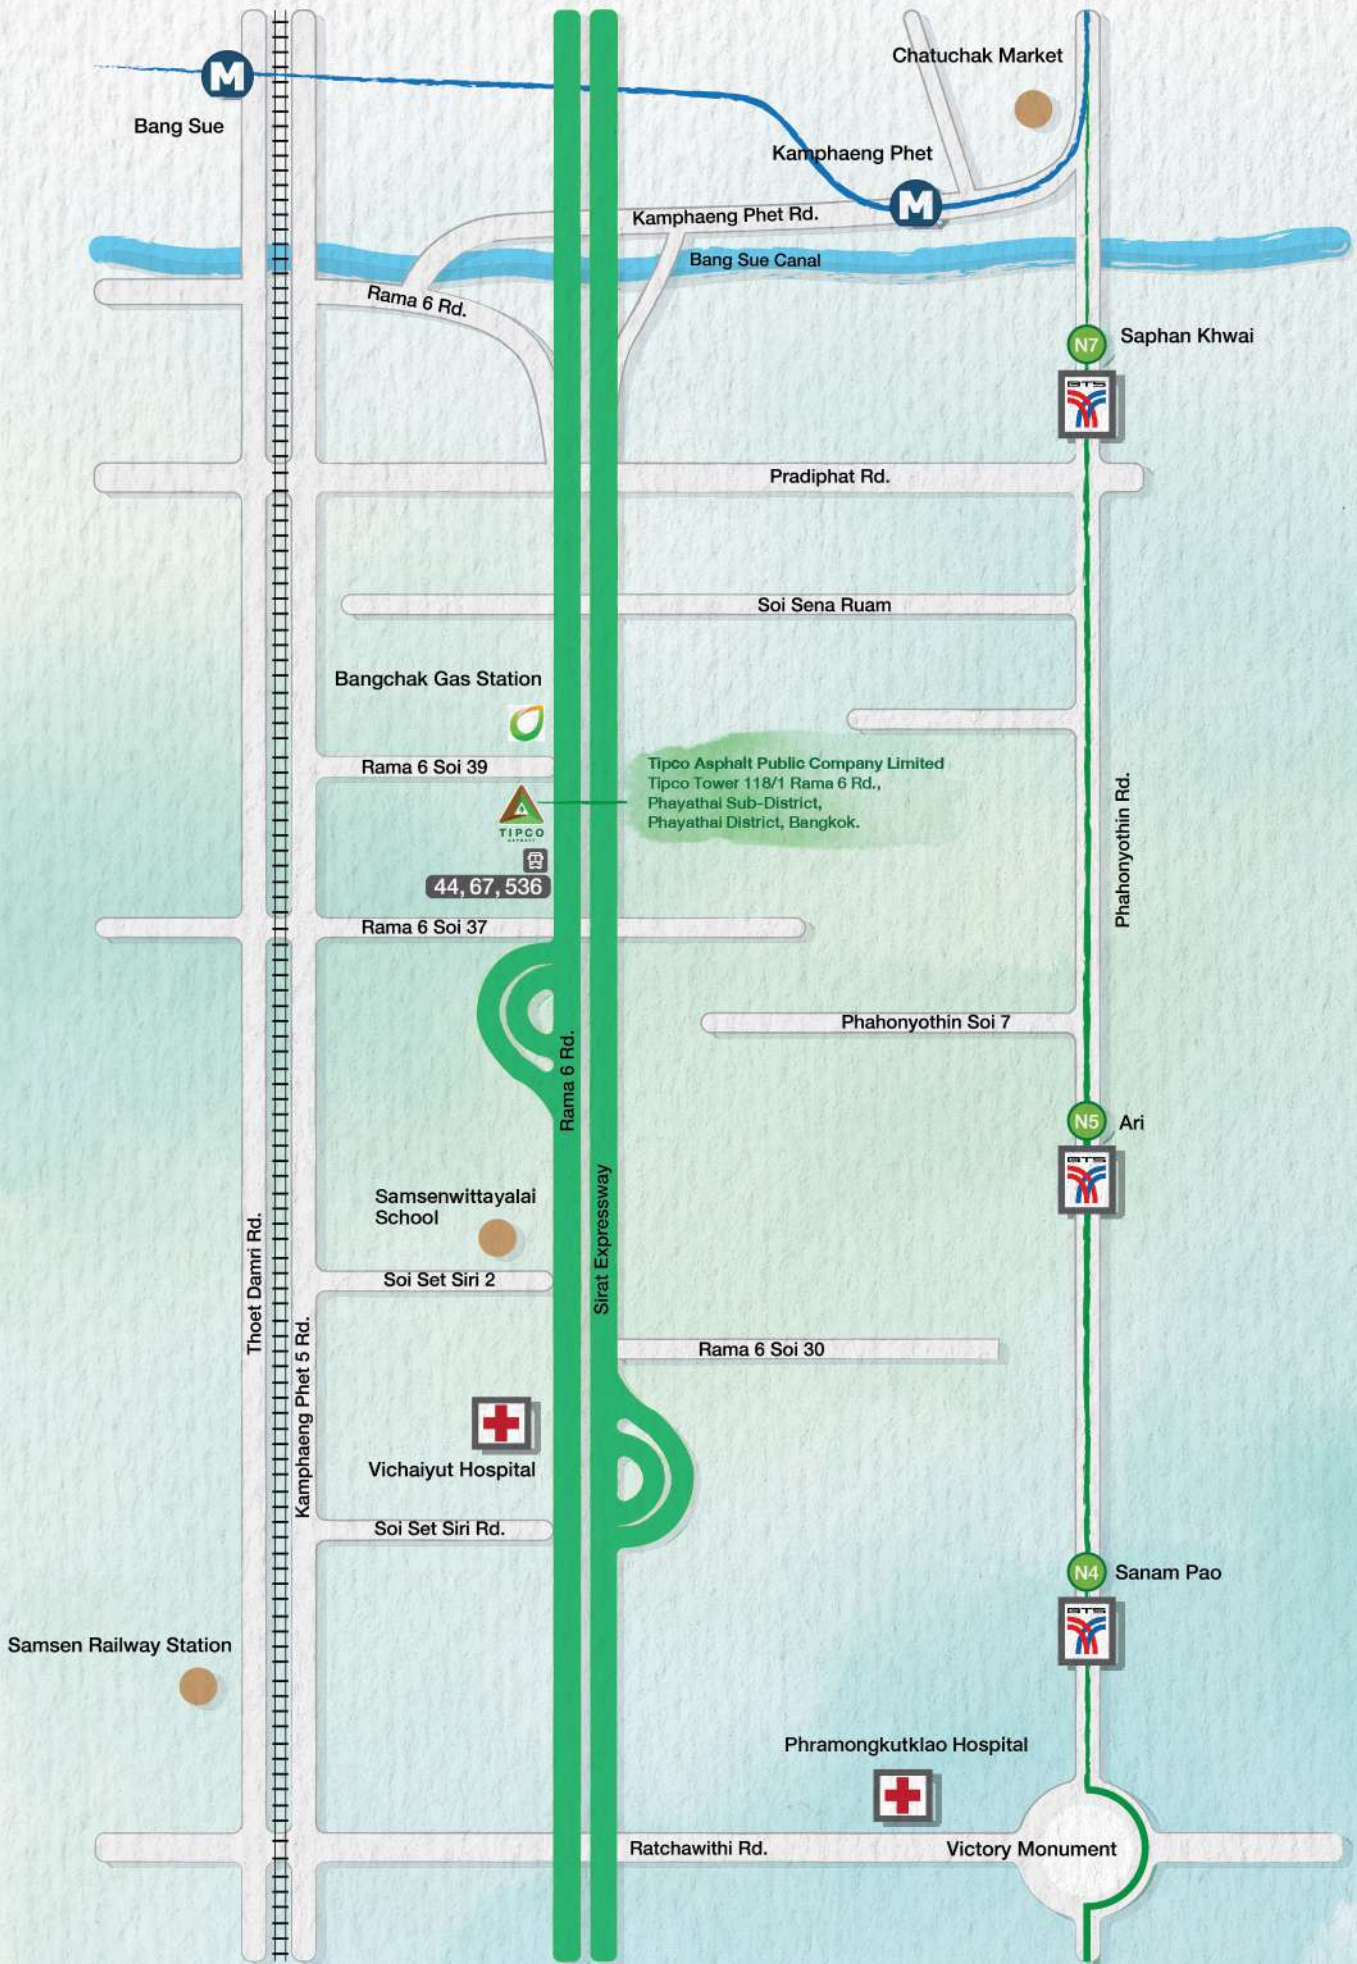 Chatuchak Market
M
Bang Sue
Kamphaeng Phet
M
Kamphaeng Phet Rd.
Bang Sue Canal
Rama 6 Rd.
N7
Saphan Khwai
BTS
Pradiphat Rd.
Soi Sena Ruam
Bangchak Gas Station
Rama 6 Soi 39
Tipco Asphalt Public Company Limited
Tipco Tower 118/1 Rama 6 Rd.,
Phayathai Sub-District,
Phayathai District, Bangkok.
TIPCO
ASPHALT
44, 67, 536
Phahonyothin Rd.
Rama 6 Soi 37
Phahonyothin Soi 7
Rama 6 Rd.
N5
Ari
BTS
Samsenwittayalai
School
Sirat Expressway
Thoet Damri Rd.
Soi Set Siri 2
Kamphaeng Phet 5 Rd.
Rama 6 Soi 30
Vichaiyut Hospital
Soi Set Siri Rd.
N4
Sanam Pao
BTS
Samsen Railway Station
Phramongkutklao Hospital
Ratchawithi Rd.
Victory Monument